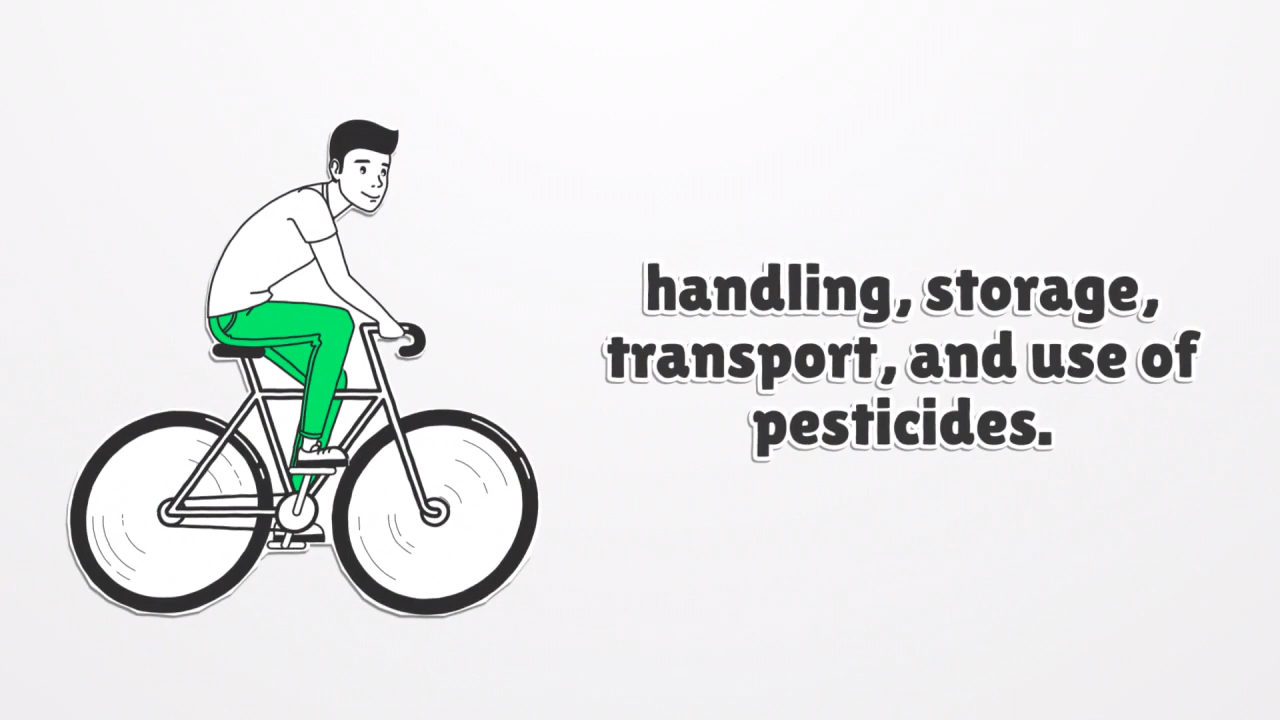 handling, storage,
transport, and use of
pesticides.